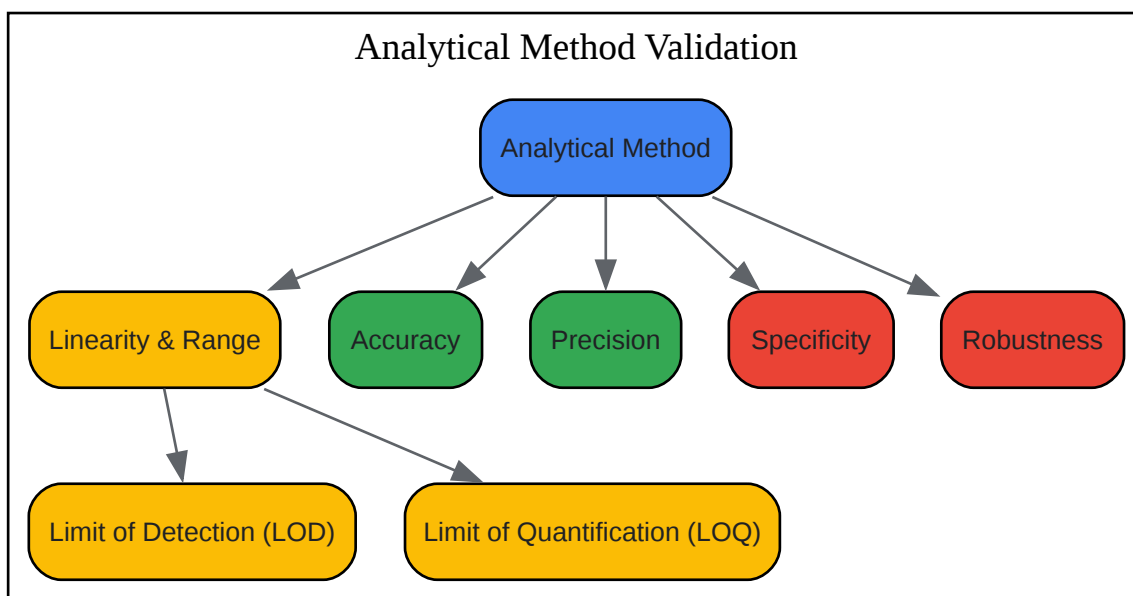 Analytical Method Validation
Analytical Method
Linearity & Range
Accuracy
Precision
Specificity
Robustness
Limit of Detection (LOD)
Limit of Quantification (LOQ)